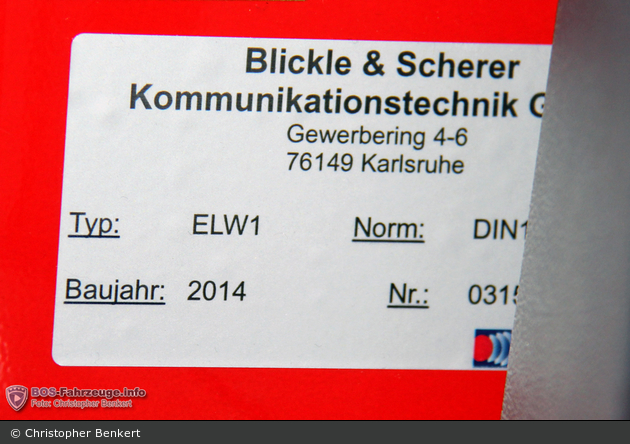 Blickle & Scherer
Kommunikationstechnik G
Gewerbering 4-6
76149 Karlsruhe
Typ: ELW1 Norm: DIN1
Baujahr: 2014 Nr.: 0315
BOS-Fahrzeuge.Info
Foto: Christopher Benkert
© Christopher Benkert